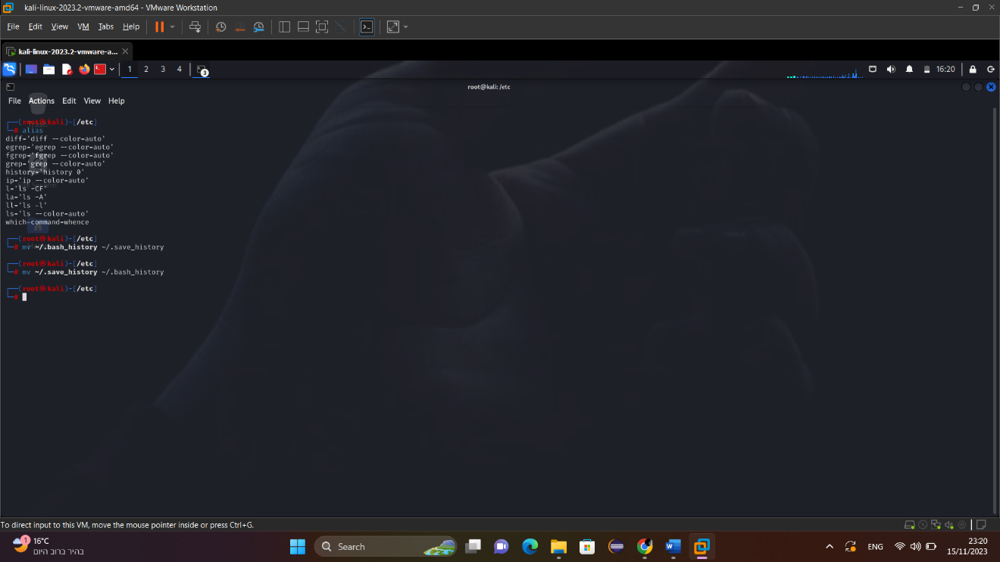 kali-linux-2023.2-vmware-amd64 - VMware Workstation
File Edit View VM Tabs Help
kali-linux-2023.2-vmware-a...
1 2 3 4 3 16:20
root@kali: /etc
File Actions Edit View Help
┌──(root㉿kali)-[/etc]
└─# alias
diff='diff --color=auto'
egrep='egrep --color=auto'
fgrep='fgrep --color=auto'
grep='grep --color=auto'
history='history 0'
ip='ip --color=auto'
l='ls -CF'
la='ls -A'
ll='ls -l'
ls='ls --color=auto'
which-command=whence
┌──(root㉿kali)-[/etc]
└─# mv ~/.bash_history ~/.save_history
┌──(root㉿kali)-[/etc]
└─# mv ~/.save_history ~/.bash_history
┌──(root㉿kali)-[/etc]
└─#
To direct input to this VM, move the mouse pointer inside or press Ctrl+G.
1 16°C
בהיר ברוב היום
Search
ENG
23:20
15/11/2023